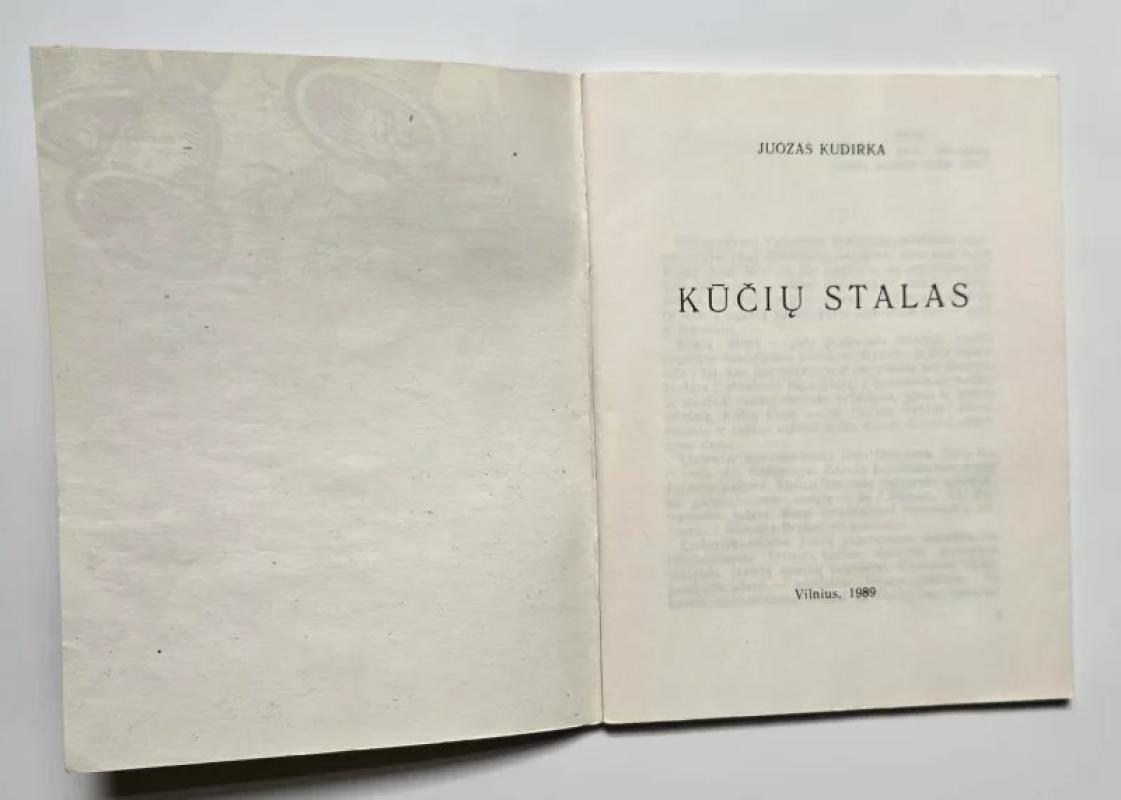 JUOZAS KUDIRKA
KŪČIŲ STALAS
Vilnius, 1989